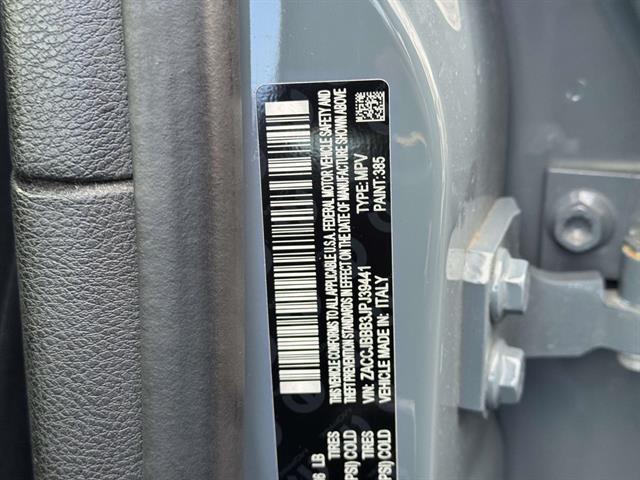 THIS VEHICLE CONFORMS TO ALL APPLICABLE U.S.A. FEDERAL MOTOR VEHICLE SAFETY AND
THEFT PREVENTION STANDARDS IN EFFECT ON THE DATE OF MANUFACTURE SHOWN ABOVE
VIN: ZACCJBBB3JPJ39441 TYPE: MPV
VEHICLE MADE IN: ITALY PAINT: 385
LB
TIRES TIRES
PSI) COLD PSI) COLD